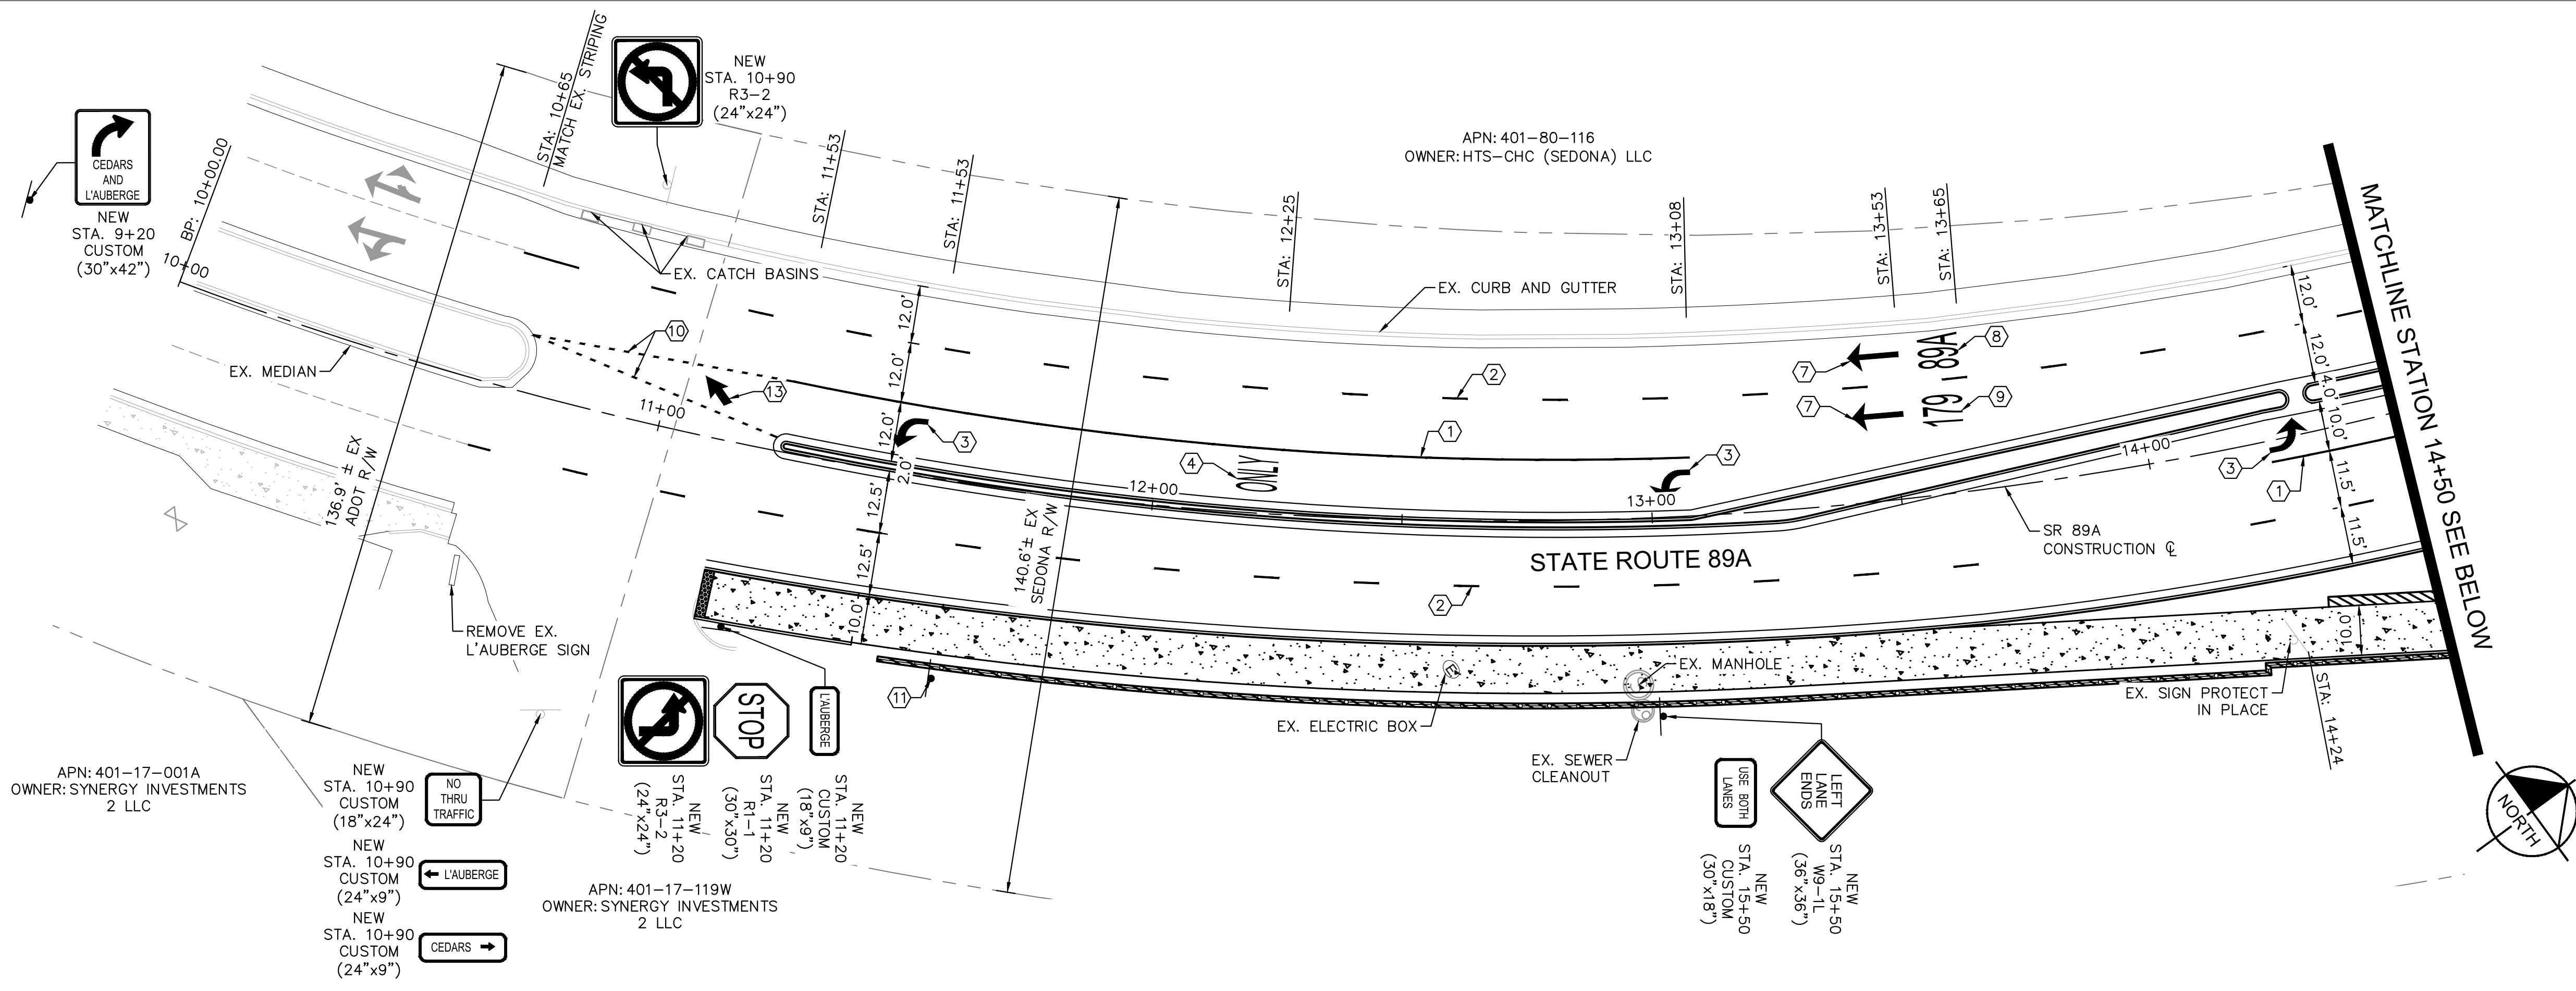 CEDARS
AND
L'AUBERGE
NEW
STA. 9+20
CUSTOM
(30"x42")
BP: 10+00.00
10+00
STA: 10+65
MATCH EX. STRIPING
NEW
STA. 10+90
R3-2
(24"x24")
EX. CATCH BASINS
EX. MEDIAN
136.9' ± EX
ADOT R/W
REMOVE EX.
L'AUBERGE SIGN
APN: 401-17-001A
OWNER: SYNERGY INVESTMENTS
2 LLC
NEW
STA. 10+90
CUSTOM
(18"x24")
NO
THRU
TRAFFIC
NEW
STA. 10+90
CUSTOM
(24"x9")
L'AUBERGE
NEW
STA. 10+90
CUSTOM
(24"x9")
CEDARS
STA: 11+53
STA: 11+53
10
13
11+00
12.0'
12.0'
12.0'
2.0'
12.5'
12.5'
10.0'
3
11
STOP
L'AUBERGE
NEW
STA. 11+20
R3-2
(24"x24")
NEW
STA. 11+20
R1-1
(30"x30")
NEW
STA. 11+20
CUSTOM
(18"x9")
APN: 401-17-119W
OWNER: SYNERGY INVESTMENTS
2 LLC
140.6'± EX
SEDONA R/W
12+00
APN: 401-80-116
OWNER: HTS-CHC (SEDONA) LLC
STA: 12+25
EX. CURB AND GUTTER
2
1
4
ONLY
3
13+00
STA: 13+08
STA: 13+53
STA: 13+65
7
89A
8
7
179
9
STATE ROUTE 89A
2
EX. ELECTRIC BOX
E
EX. MANHOLE
EX. SEWER
CLEANOUT
USE BOTH
LANES
LEFT
LANE
ENDS
NEW
STA. 15+50
CUSTOM
(30"x18")
NEW
STA. 15+50
W9-1L
(36"x36")
14+00
SR 89A
CONSTRUCTION ℄
3
1
12.0'
12.0'
4.0'
10.0'
11.5'
11.5'
10.0'
EX. SIGN PROTECT
IN PLACE
STA: 14+24
MATCHLINE STATION 14+50 SEE BELOW
NORTH